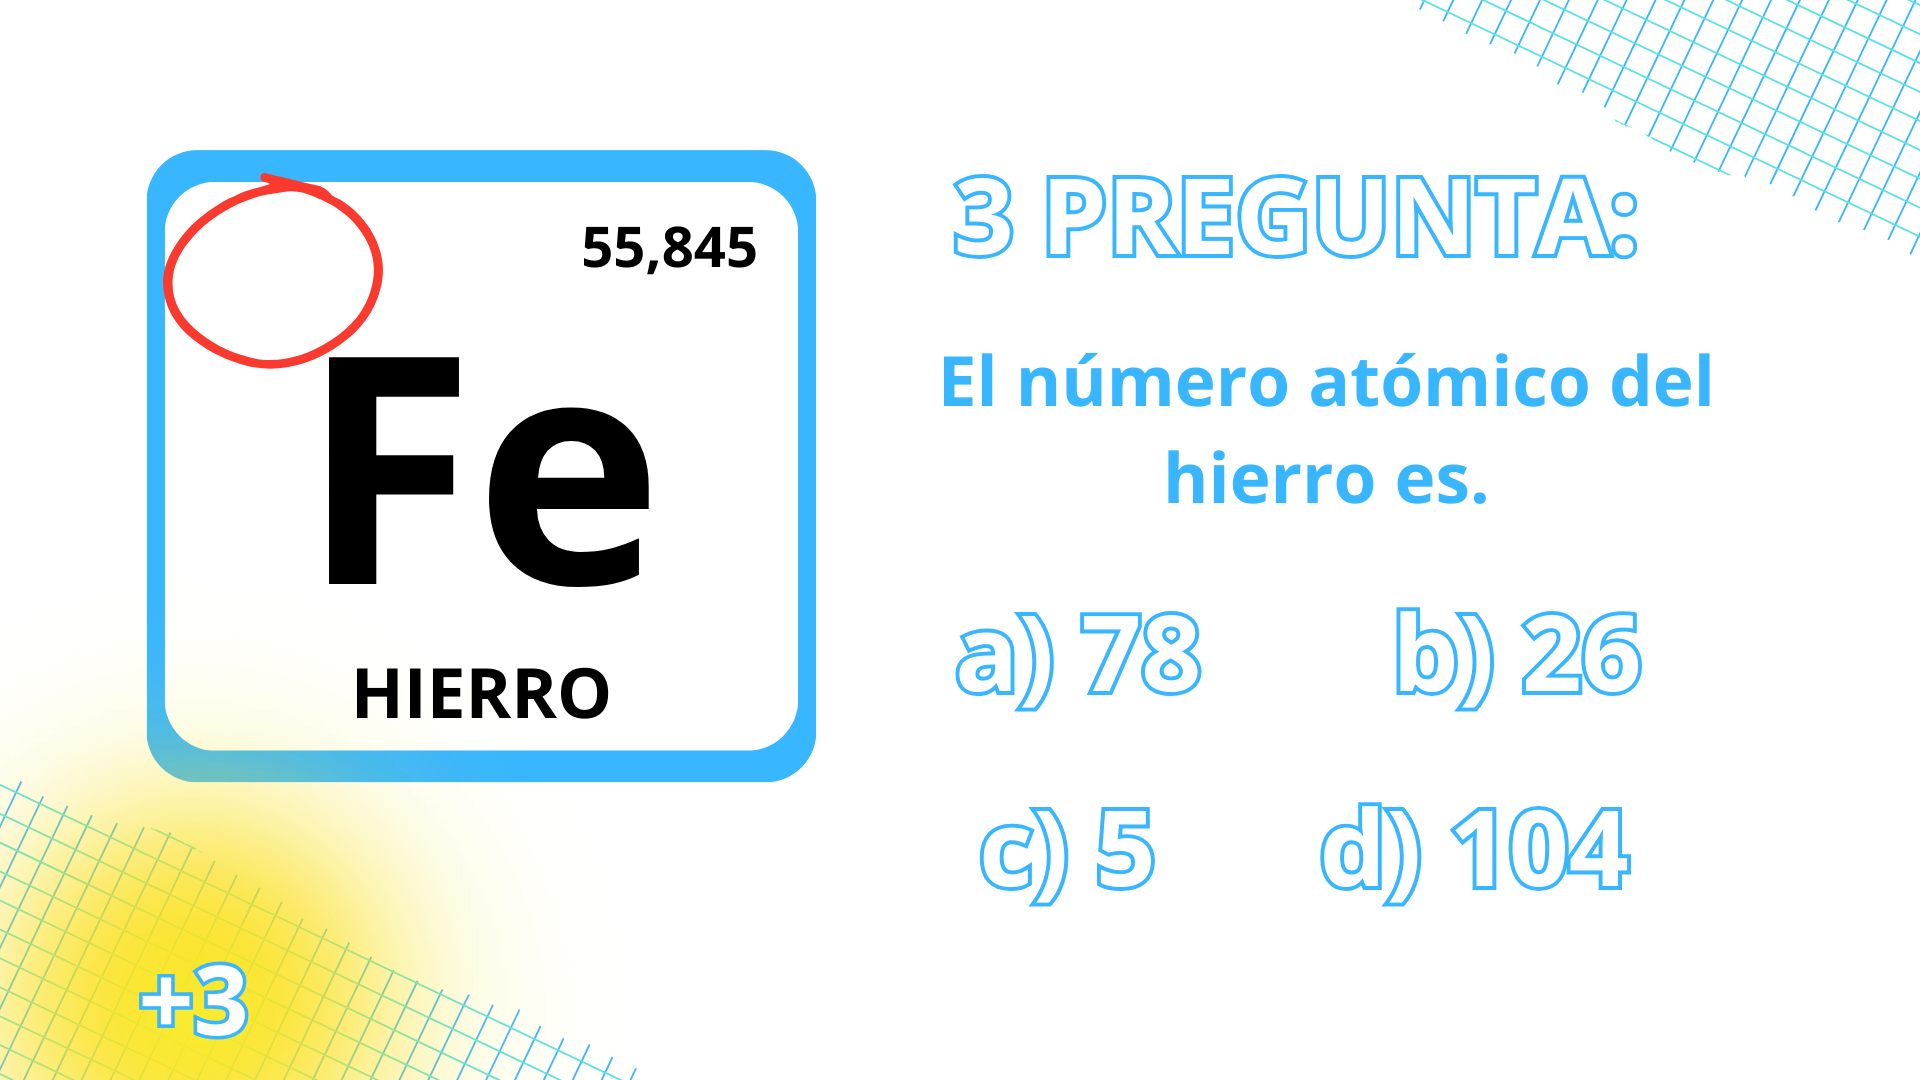 55,845
Fe
HIERRO
3 PREGUNTA:
El número atómico del
hierro es.
a) 78 b) 26
c) 5 d) 104
+3